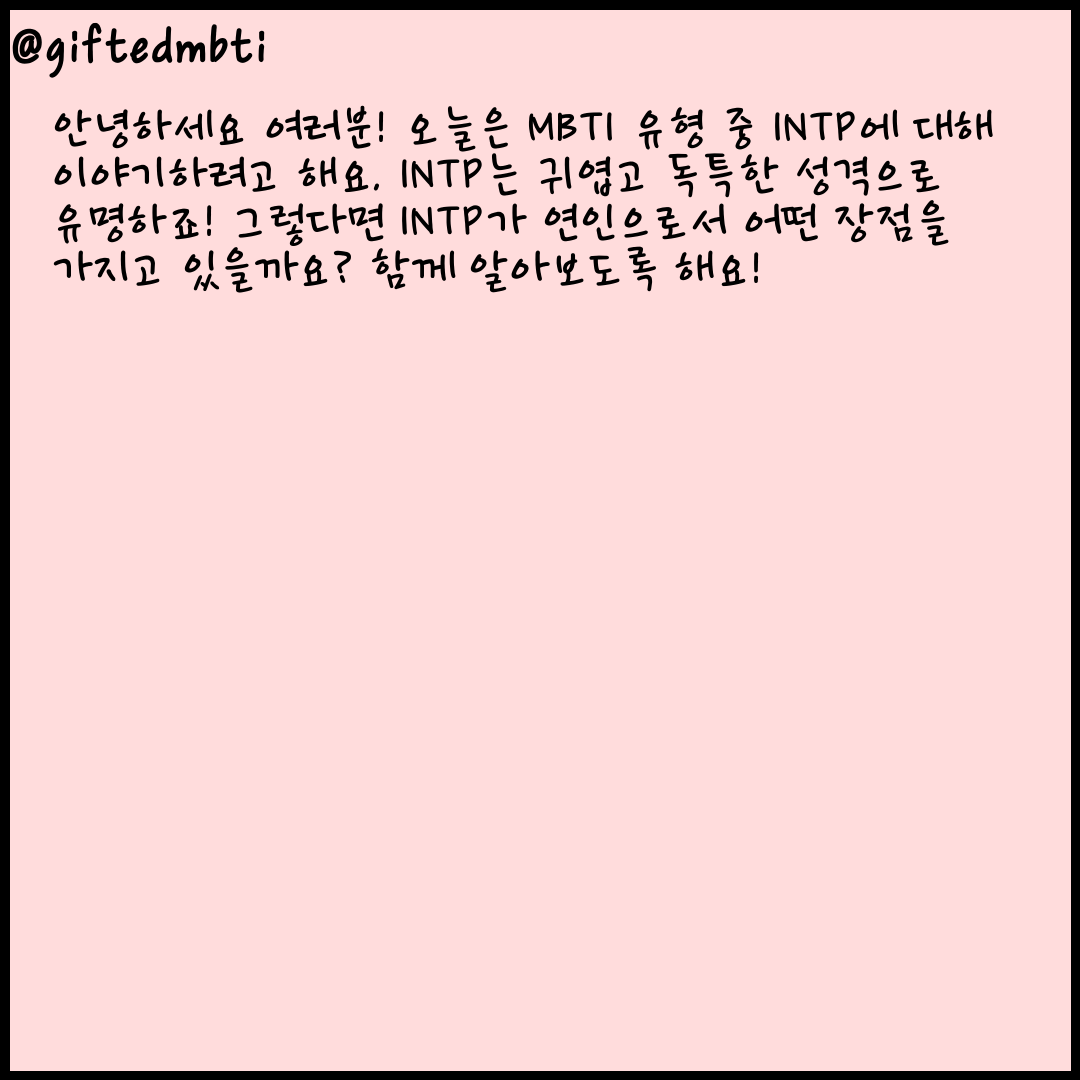 @giftedmbti
안녕하세요 여러분! 오늘은 MBTI 유형 중 INTP에 대해
이야기하려고 해요. INTP는 귀엽고 독특한 성격으로
유명하죠! 그렇다면 INTP가 연인으로서 어떤 장점을
가지고 있을까요? 함께 알아보도록 해요!